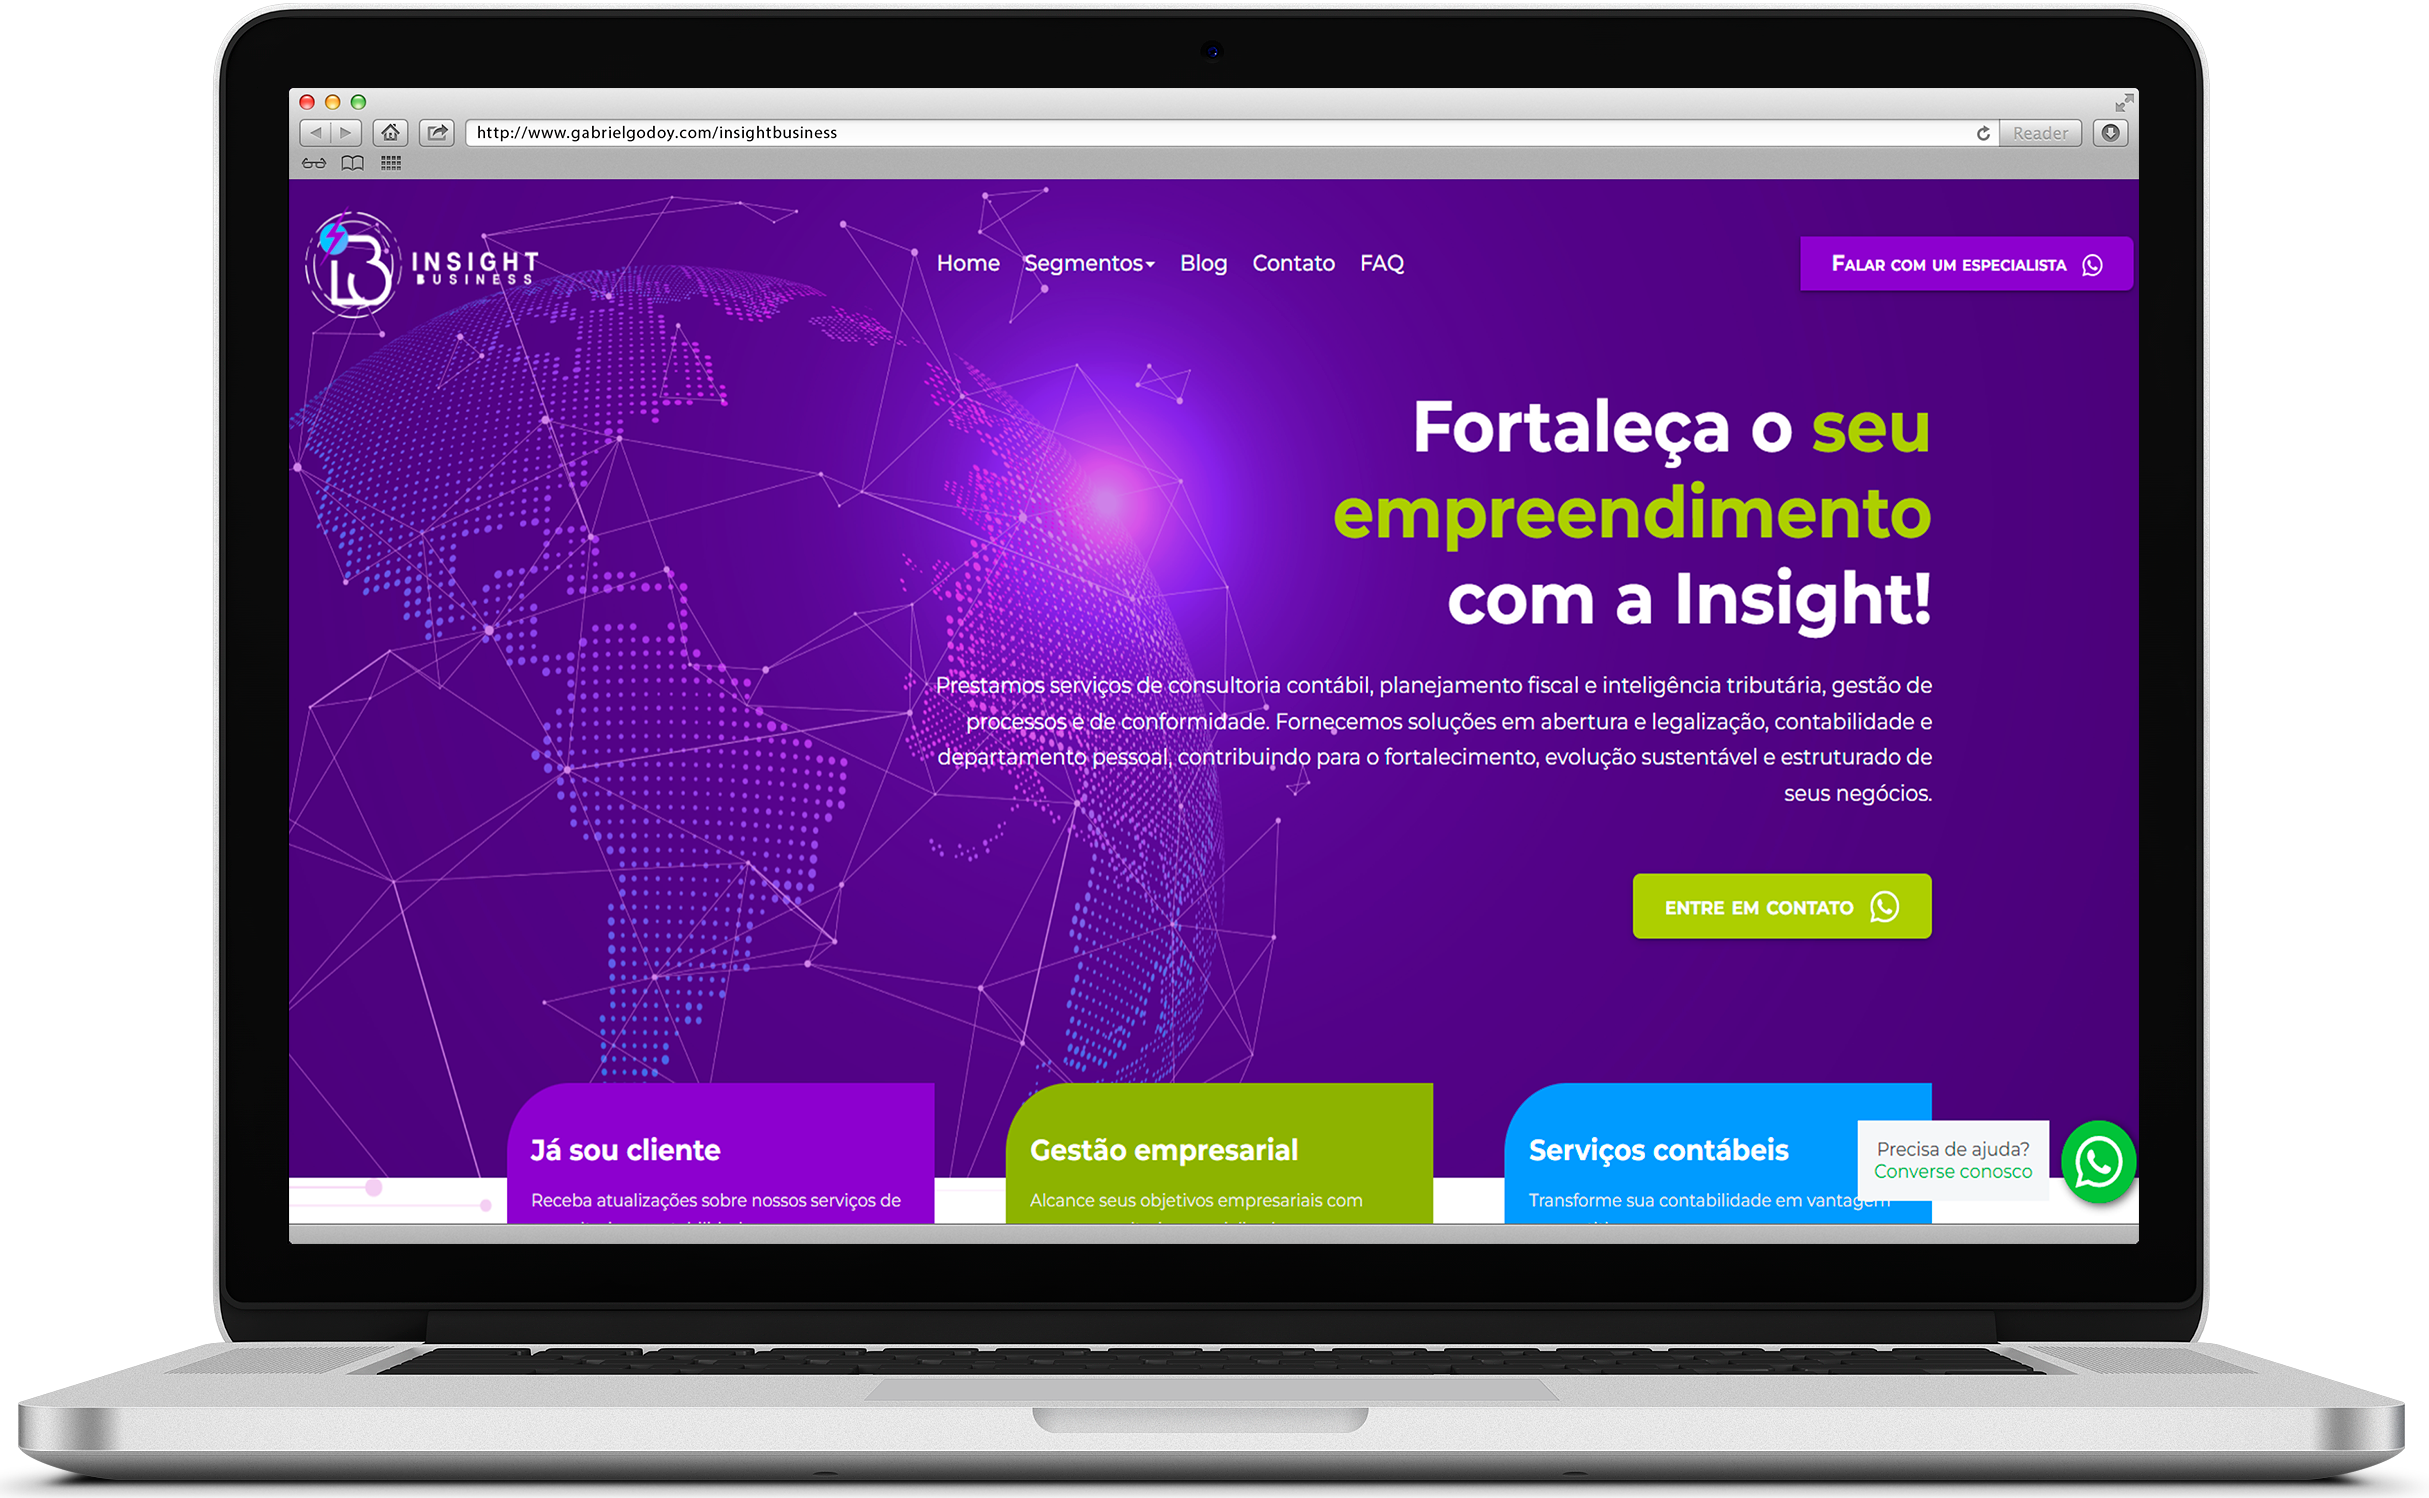 http://www.gabrielgodoy.com/insightbusiness
Reader
INSIGHT
BUSINESS
Home Segmentos Blog Contato FAQ
FALAR COM UM ESPECIALISTA
Fortaleça o seu
empreendimento
com a Insight!
Prestamos serviços de consultoria contábil, planejamento fiscal e inteligência tributária, gestão de
processos e de conformidade. Fornecemos soluções em abertura e legalização, contabilidade e
departamento pessoal, contribuindo para o fortalecimento, evolução sustentável e estruturado de
seus negócios.
ENTRE EM CONTATO
Já sou cliente
Receba atualizações sobre nossos serviços de
Gestão empresarial
Alcance seus objetivos empresariais com
Serviços contábeis
Transforme sua contabilidade em vantagem
Precisa de ajuda?
Converse conosco